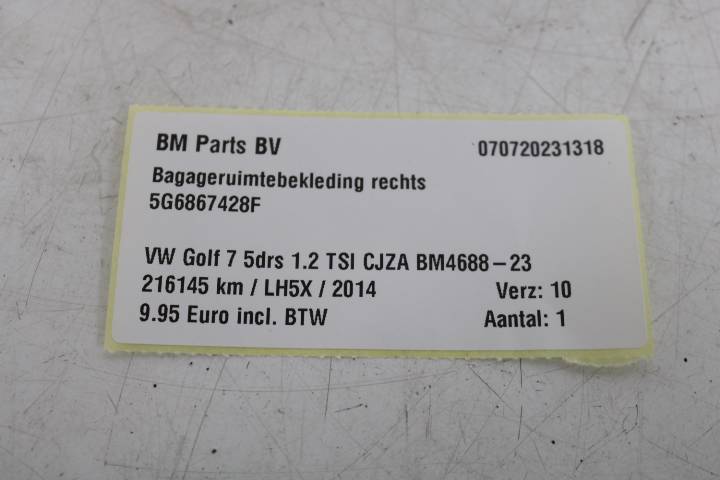 BM Parts BV 070720231318
Bagageruimtebekleding rechts
5G6867428F
VW Golf 7 5drs 1.2 TSI CJZA BM4688-23
216145 km / LH5X / 2014 Verz: 10
9.95 Euro incl. BTW Aantal: 1